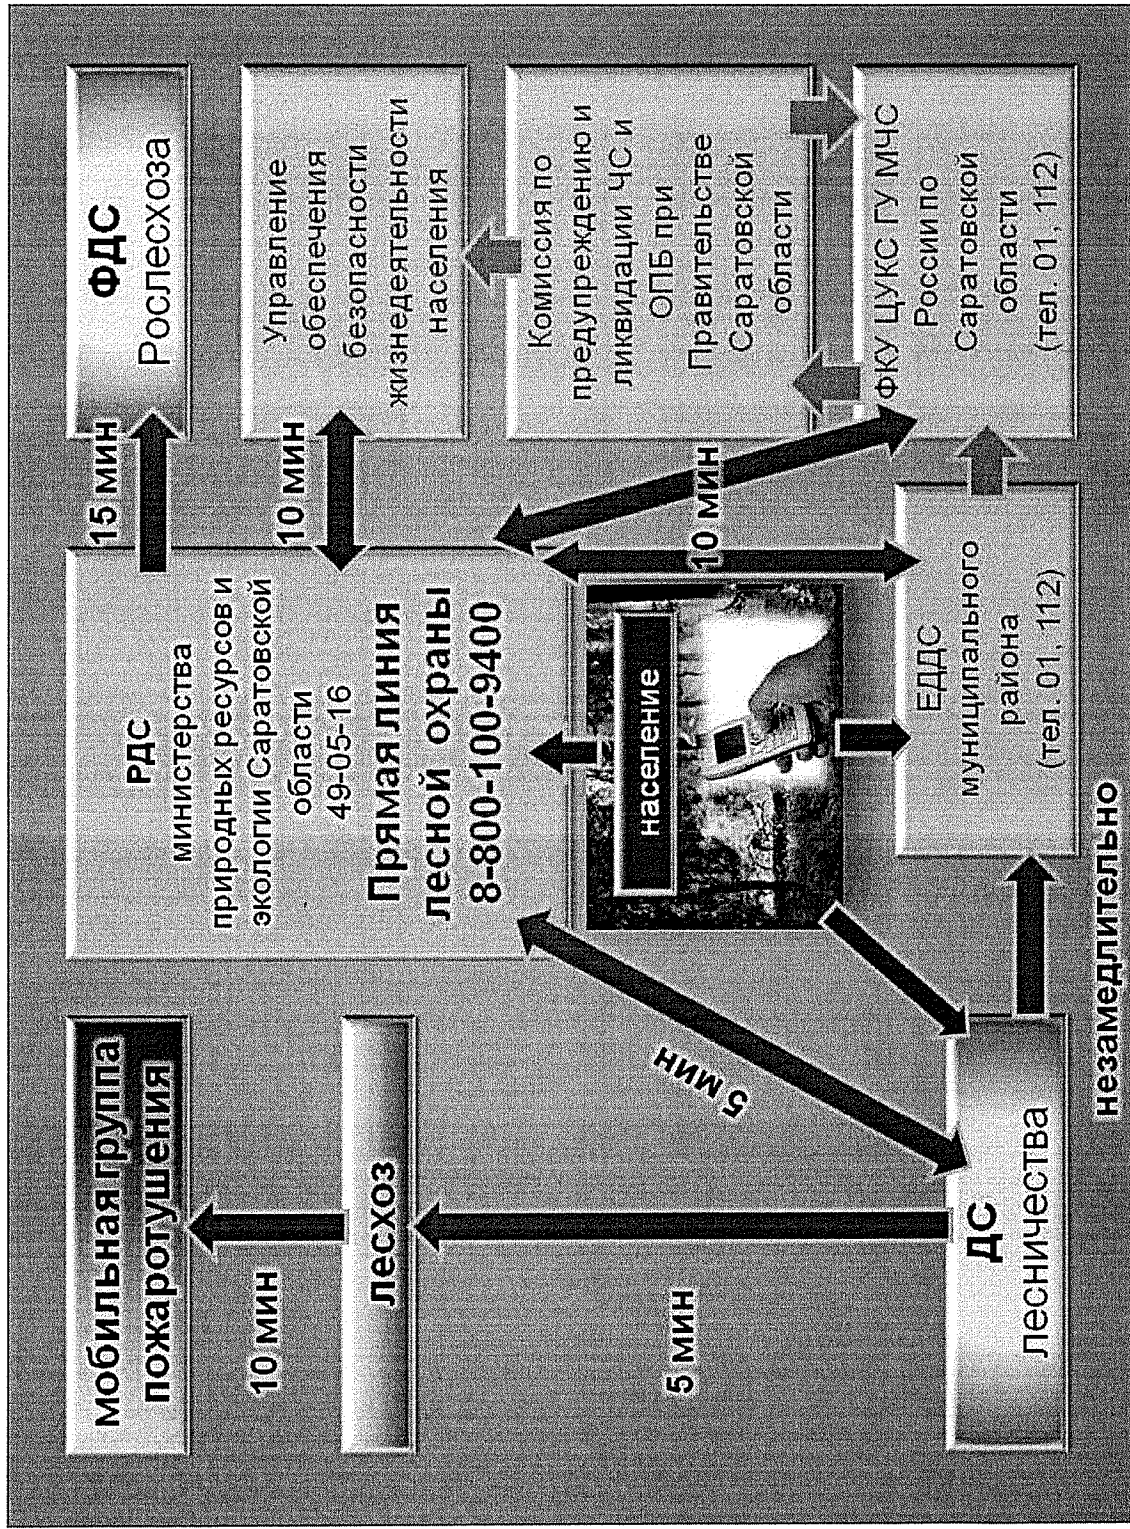 мобильная группа
пожаротушения
10 мин
лесхоз
5 мин
ДС
лесничества
незамедлительно
5 мин
РДС
министерства
природных ресурсов и
экологии Саратовской
области
49-05-16
Прямая линия
лесной охраны
8-800-100-9400
население
ЕДДС
муниципального
района
(тел. 01, 112)
15 мин
10 мин
10 мин
ФДС
Рослесхоза
Управление
обеспечения
безопасности
жизнедеятельности
населения
Комиссия по
предупреждению и
ликвидации ЧС и
ОПБ при
Правительстве
Саратовской
области
ФКУ ЦУКС ГУ МЧС
России по
Саратовской
области
(тел. 01, 112)